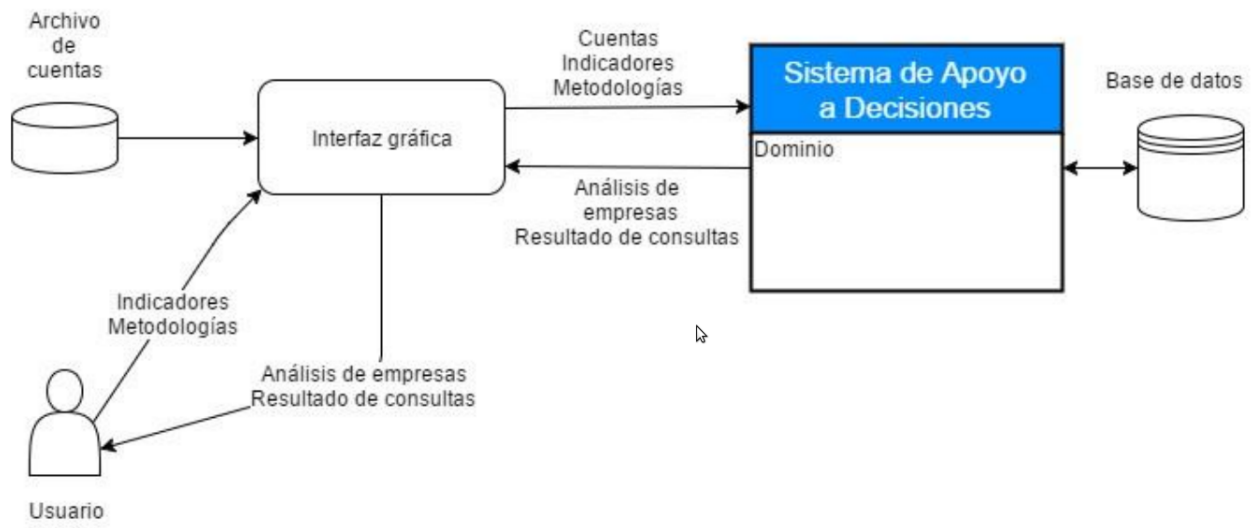 Archivo
de
cuentas
Interfaz gráfica
Cuentas
Indicadores
Metodologías
Sistema de Apoyo
a Decisiones
Dominio
Base de datos
Análisis de
empresas
Resultado de consultas
Indicadores
Metodologías
Análisis de empresas
Resultado de consultas
Usuario